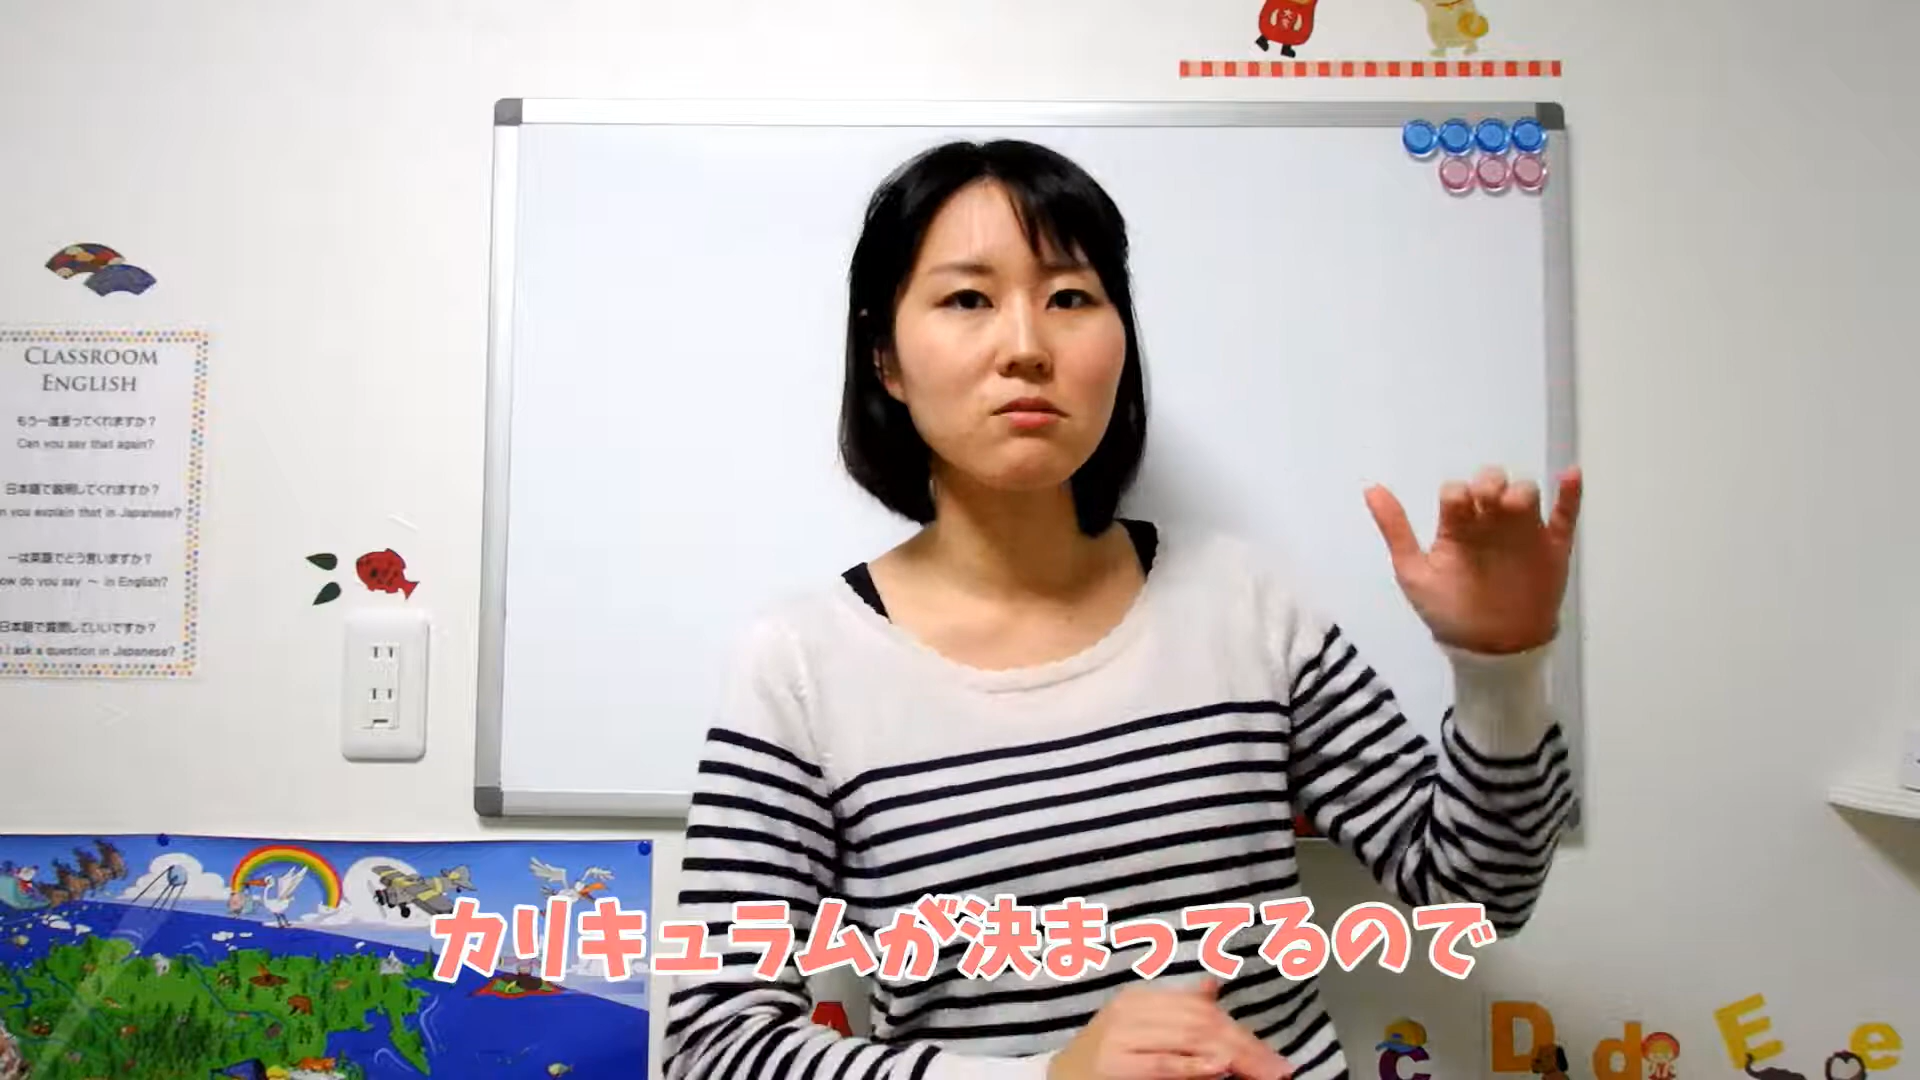 CLASSROOM
ENGLISH
もう一度言ってくれますか?
Can you say that again?
日本語で説明してくれますか?
you explain that in Japanese?
は英語でどう言いますか?
do you say ~ in English?
日本語で質問していいですか?
I ask a question in Japanese?
カリキュラムが決まってるので
C D d E e